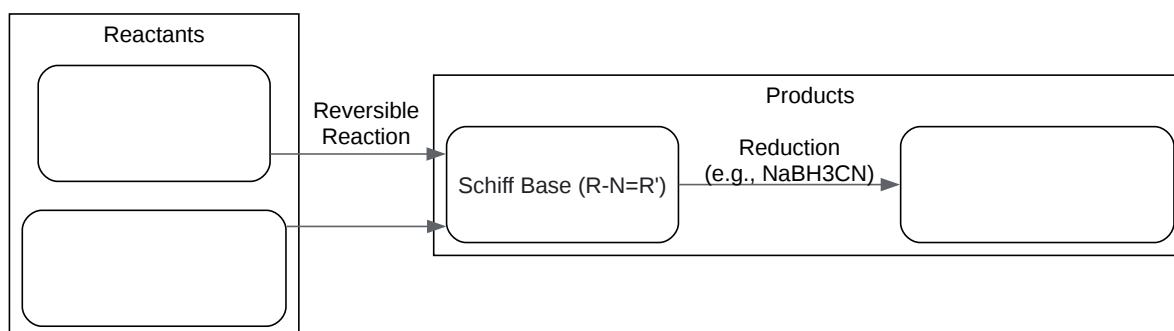 Reactants
Reversible
Reaction
Products
Schiff Base (R-N=R')
Reduction
(e.g., NaBH3CN)